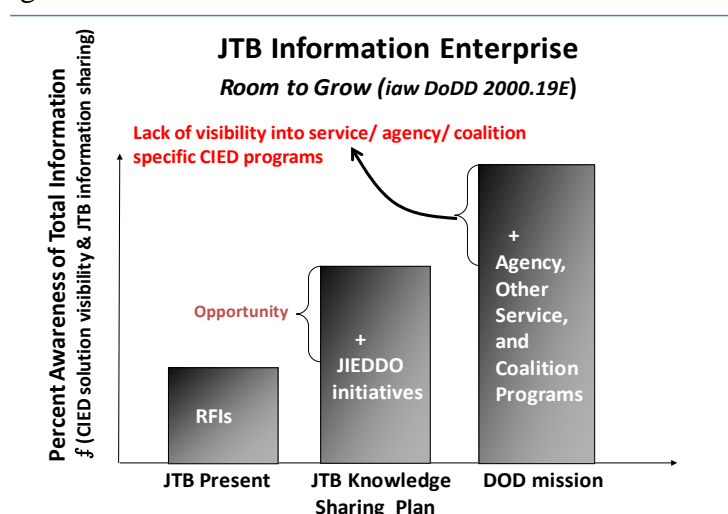 JTB Information Enterprise
Room to Grow (iaw DoDD 2000.19E)
Percent Awareness of Total Information
£ (CIED solution visibility & JTB information sharing)
Lack of visibility into service/ agency/ coalition
specific CIED programs
Opportunity
RFIs
+
JIEDDO
initiatives
+
Agency,
Other
Service,
and
Coalition
Programs
JTB Present
JTB Knowledge
Sharing Plan
DOD mission